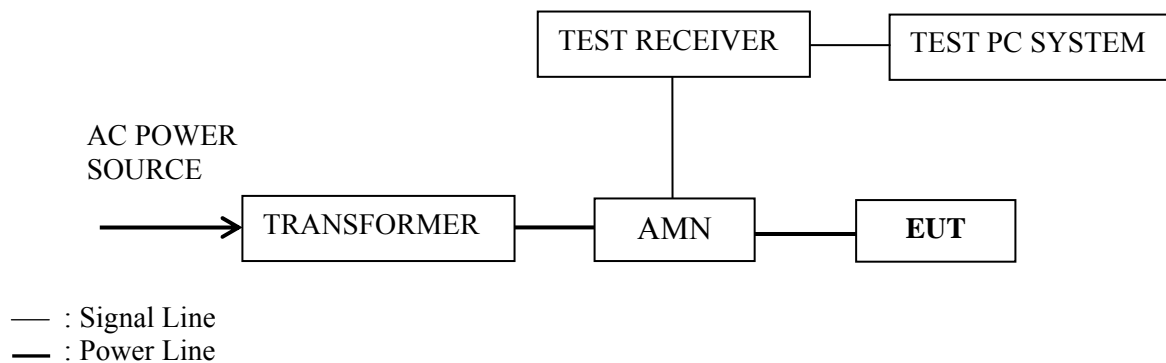 TEST RECEIVER
TEST PC SYSTEM
AC POWER
SOURCE
TRANSFORMER
AMN
EUT
: Signal Line
: Power Line